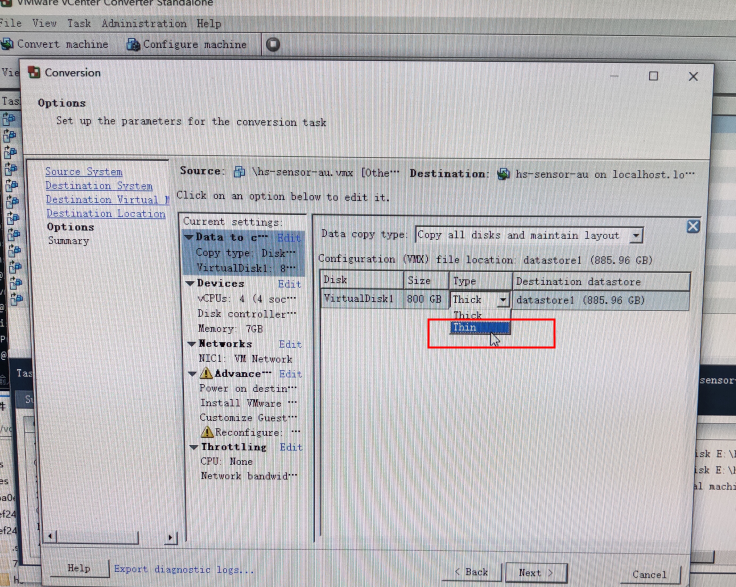 VMware vCenter Converter Standalone
File View Task Administration Help
Convert machine Configure machine
Conversion
Options
Set up the parameters for the conversion task
Source System
Destination System
Destination Virtual M
Destination Location
Options
Summary
Source: \hs-sensor-au.vmx [Othe··· Destination: hs-sensor-au on localhost.lo···
Click on an option below to edit it.
Current settings:
Data to c··· Edit
Copy type: Disk···
VirtualDisk1: 8···
Devices Edit
vCPUs: 4 (4 soc···
Disk controller···
Memory: 7GB
Networks Edit
NIC1: VM Network
Advance··· Edit
Power on destin···
Install VMware ···
Customize Guest···
Reconfigure: ···
Throttling Edit
CPU: None
Network bandwid···
Data copy type: Copy all disks and maintain layout
Configuration (VMX) file location: datastore1 (885.96 GB)
Disk Size Type Destination datastore
VirtualDisk1 800 GB Thick datastore1 (885.96 GB)
Thick
Thin
Help Export diagnostic logs... < Back Next > Cancel